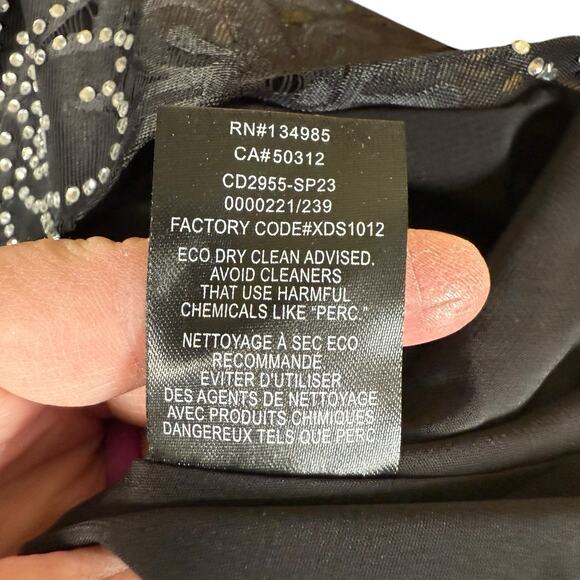 RN#134985
CA#50312
CD2955-SP23
0000221/239
FACTORY CODE#XDS1012
ECO DRY CLEAN ADVISED.
AVOID CLEANERS
THAT USE HARMFUL
CHEMICALS LIKE "PERC."
NETTOYAGE À SEC ECO
RECOMMANDE
EVITER D'UTILISER
DES AGENTS DE NETTOYAGE
AVEC PRODUITS CHIMIQUES
DANGEREUX TELS QUE PERC